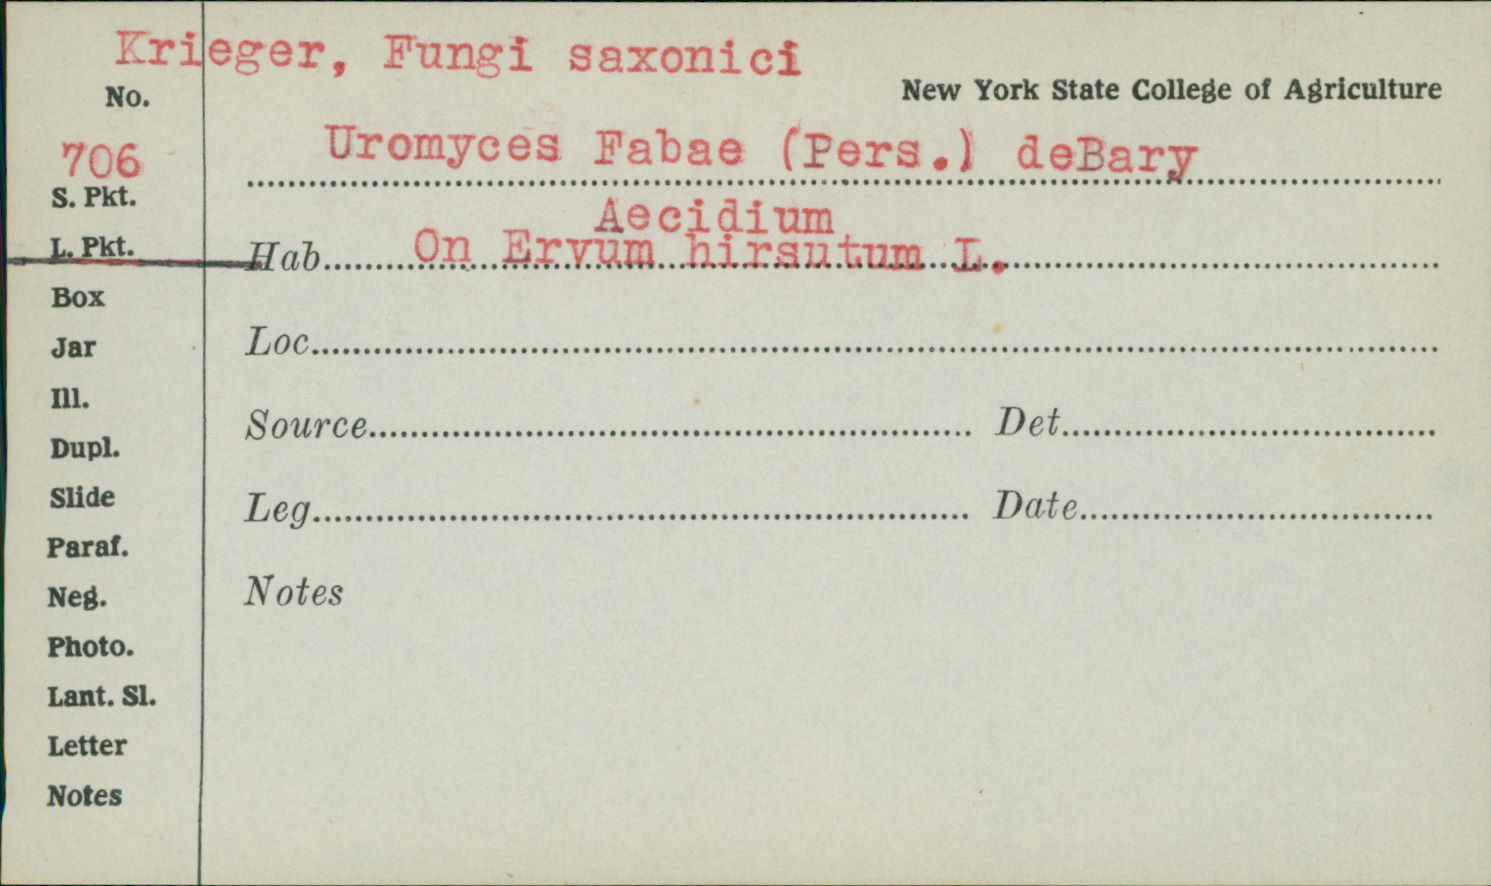 Krieger, Fungi saxonici
No.
New York State College of Agriculture
706
Uromyces Fabae (Pers.) deBary
S. Pkt.
Aecidium
L. Pkt.
Hab. On Ervum hirsutum L.
Box
Jar
Loc.
Ill.
Source Det.
Dupl.
Slide
Leg. Date
Paraf.
Neg.
Notes
Photo.
Lant. Sl.
Letter
Notes